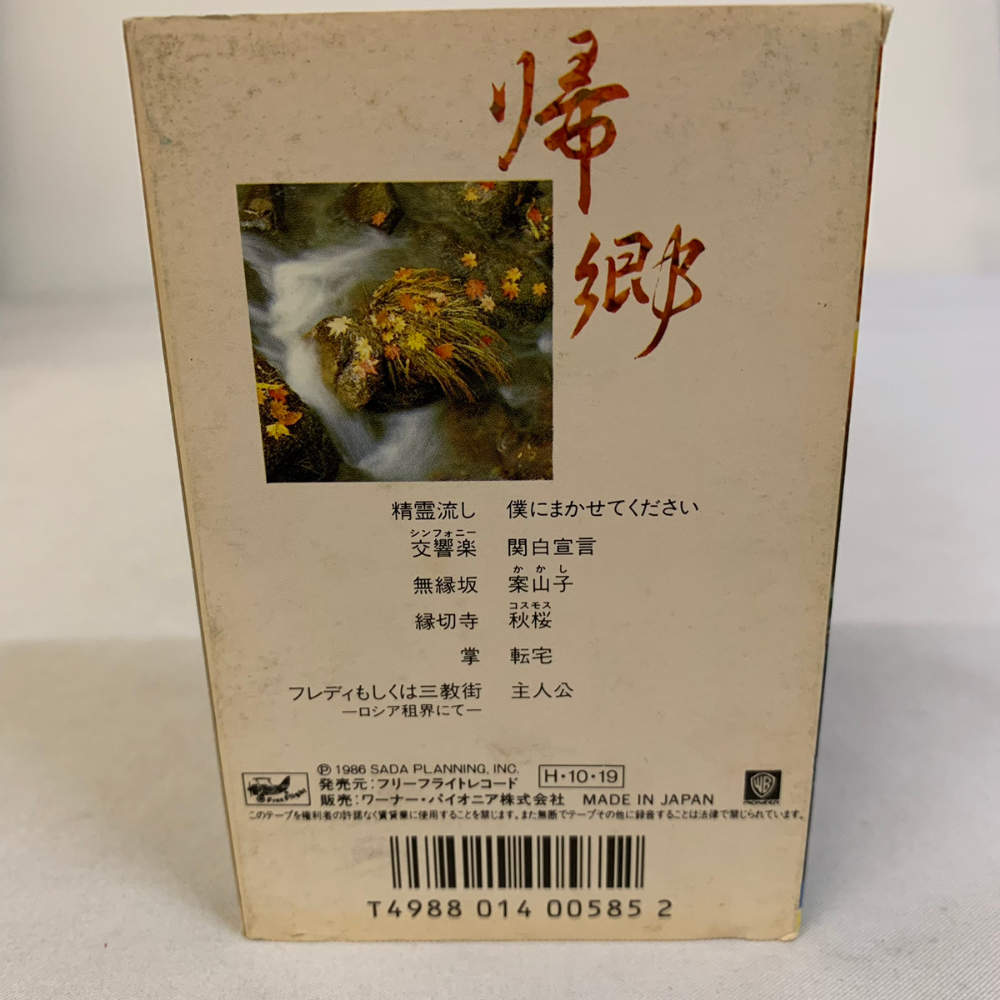 帰郷
精霊流し 僕にまかせてください
シンフォニー
交響楽 関白宣言
かかし
無縁坂 案山子
コスモス
縁切寺 秋桜
掌 転宅
フレディもしくは三教街 主人公
―ロシア租界にて―
Ⓟ 1986 SADA PLANNING, INC. H・10・19
発売元:フリーフライトレコード
販売:ワーナー・パイオニア株式会社 MADE IN JAPAN
Free Flight
WB
PIONEER
このテープを権利者の許諾なく賃貸業に使用することを禁じます。また無断でテープその他に録音することは法律で禁じられています。
T4988 014 00585 2